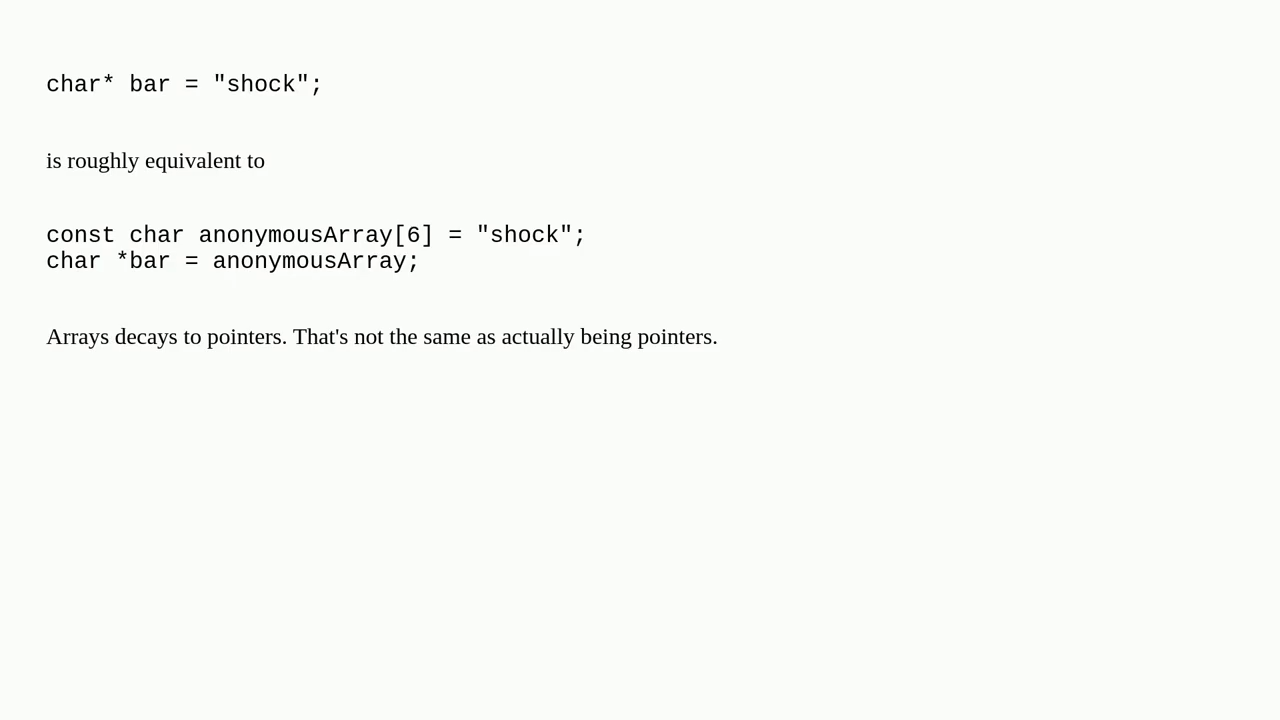 char* bar = "shock";
is roughly equivalent to
const char anonymousArray[6] = "shock";
char *bar = anonymousArray;
Arrays decays to pointers. That's not the same as actually being pointers.